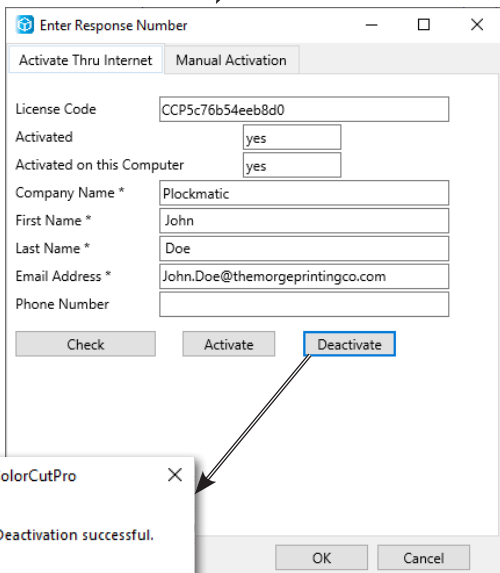 Enter Response Number
Activate Thru Internet Manual Activation
License Code CCP5c76b54eeb8d0
Activated yes
Activated on this Computer yes
Company Name * Plockmatic
First Name * John
Last Name * Doe
Email Address * John.Doe@themorgeprintingco.com
Phone Number
Check Activate Deactivate
olorCutPro
Deactivation successful.
OK Cancel